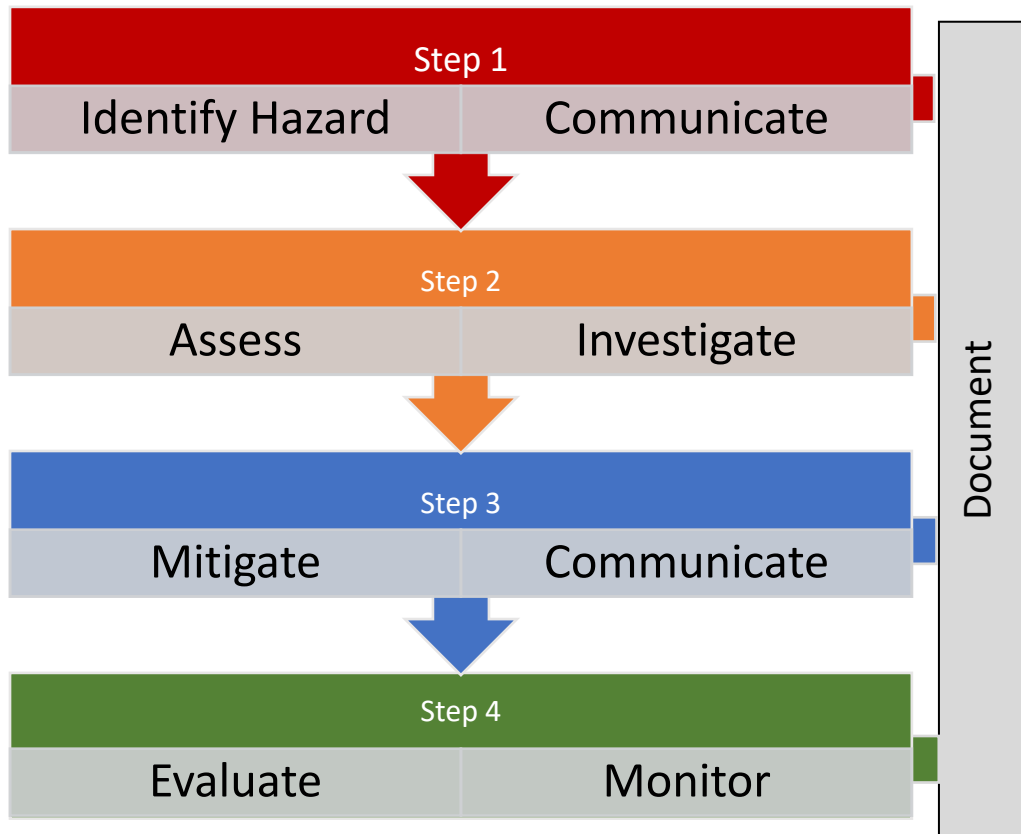 Step 1
Identify Hazard
Communicate
Step 2
Assess
Investigate
Step 3
Mitigate
Communicate
Step 4
Evaluate
Monitor
Document